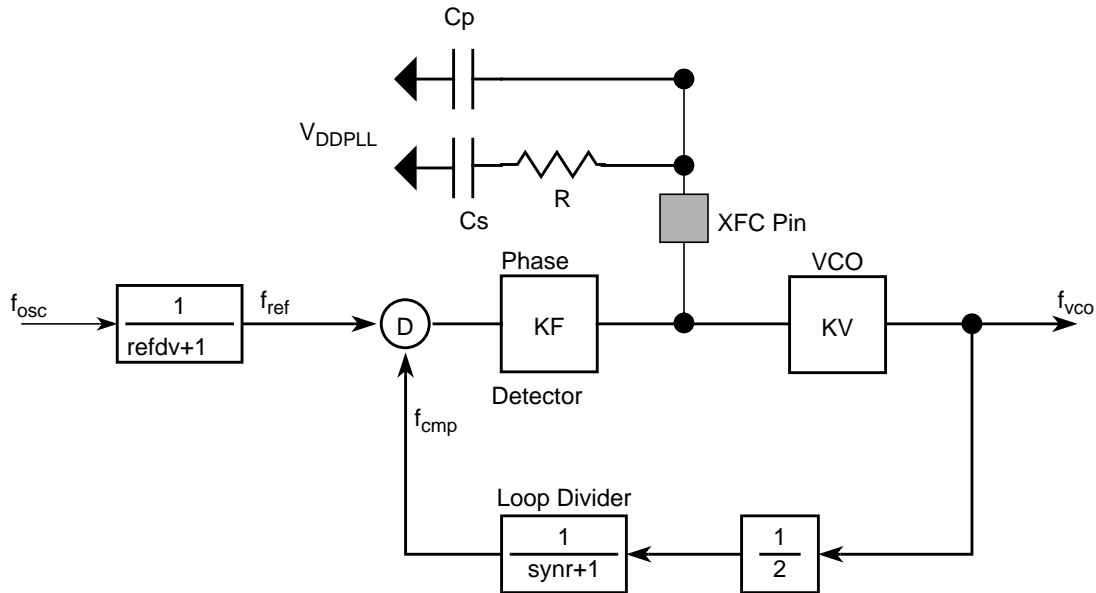 Cp
VDDPLL
R
Cs
XFC Pin
Phase
VCO
fosc
1
refdv+1
fref
D
KF
KV
fvco
Detector
fcmp
Loop Divider
1
synr+1
1
2